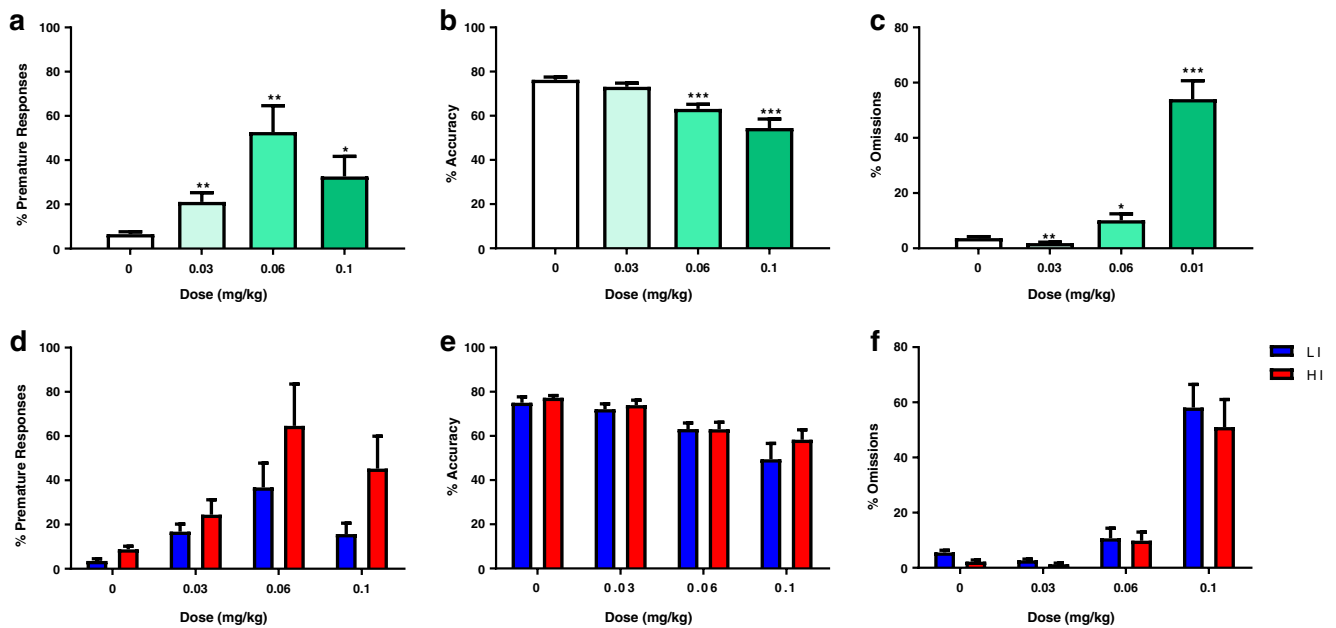 a
% Premature Responses
100
80
60
40
20
0
**
**
*
0 0.03 0.06 0.1
Dose (mg/kg)
b
% Accuracy
100
80
60
40
20
0
***
***
0 0.03 0.06 0.1
Dose (mg/kg)
c
% Omissions
80
60
40
20
0
**
*
***
0 0.03 0.06 0.01
Dose (mg/kg)
d
% Premature Responses
100
80
60
40
20
0
0 0.03 0.06 0.1
Dose (mg/kg)
e
% Accuracy
100
80
60
40
20
0
0 0.03 0.06 0.1
Dose (mg/kg)
f
% Omissions
80
60
40
20
0
0 0.03 0.06 0.1
Dose (mg/kg)
LI
HI